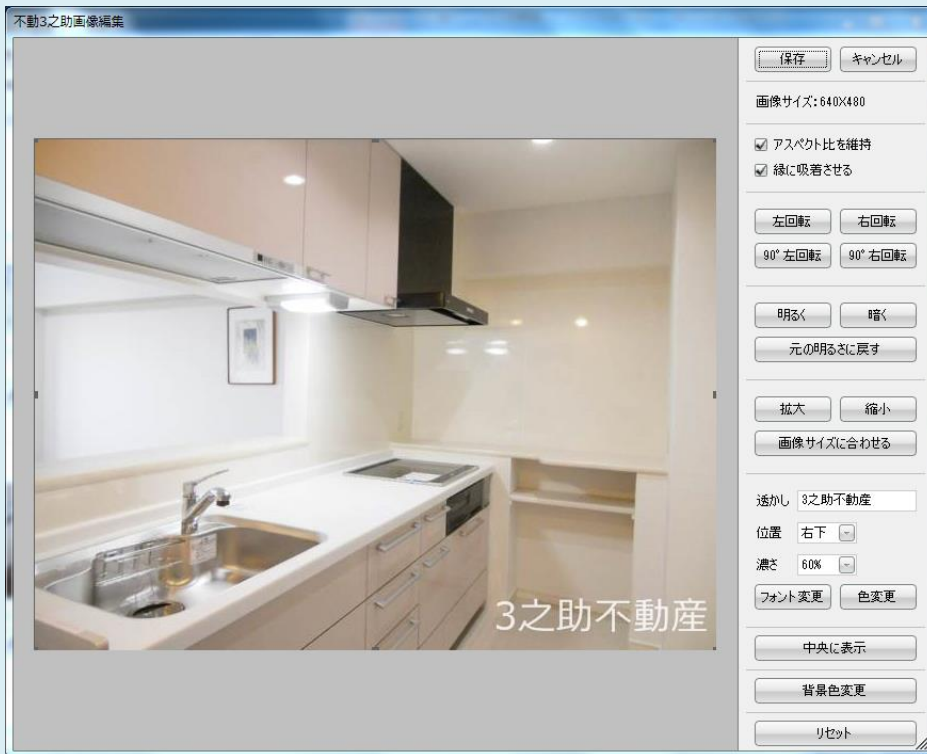 不動3之助画像編集
保存 キャンセル
画像サイズ:640X480
アスペクト比を維持
縁に吸着させる
左回転 右回転
90°左回転 90°右回転
明るく 暗く
元の明るさに戻す
拡大 縮小
画像サイズに合わせる
透かし 3之助不動産
位置 右下
濃さ 60%
フォント変更 色変更
3之助不動産
中央に表示
背景色変更
リセット